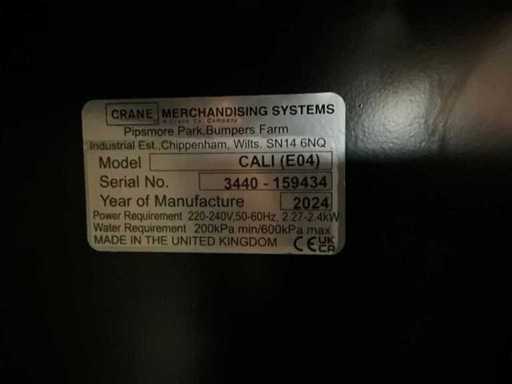 CRANE MERCHANDISING SYSTEMS
A Crane Co. Company
Pipsmore Park,Bumpers Farm
Industrial Est.,Chippenham, Wilts. SN14 6NQ
Model CALI (E04)
Serial No. 3440 - 159434
Year of Manufacture 2024
Power Requirement 220-240V,50-60Hz, 2.27-2.4kW
Water Requirement 200kPa min/600kPa max
MADE IN THE UNITED KINGDOM CE UK CA